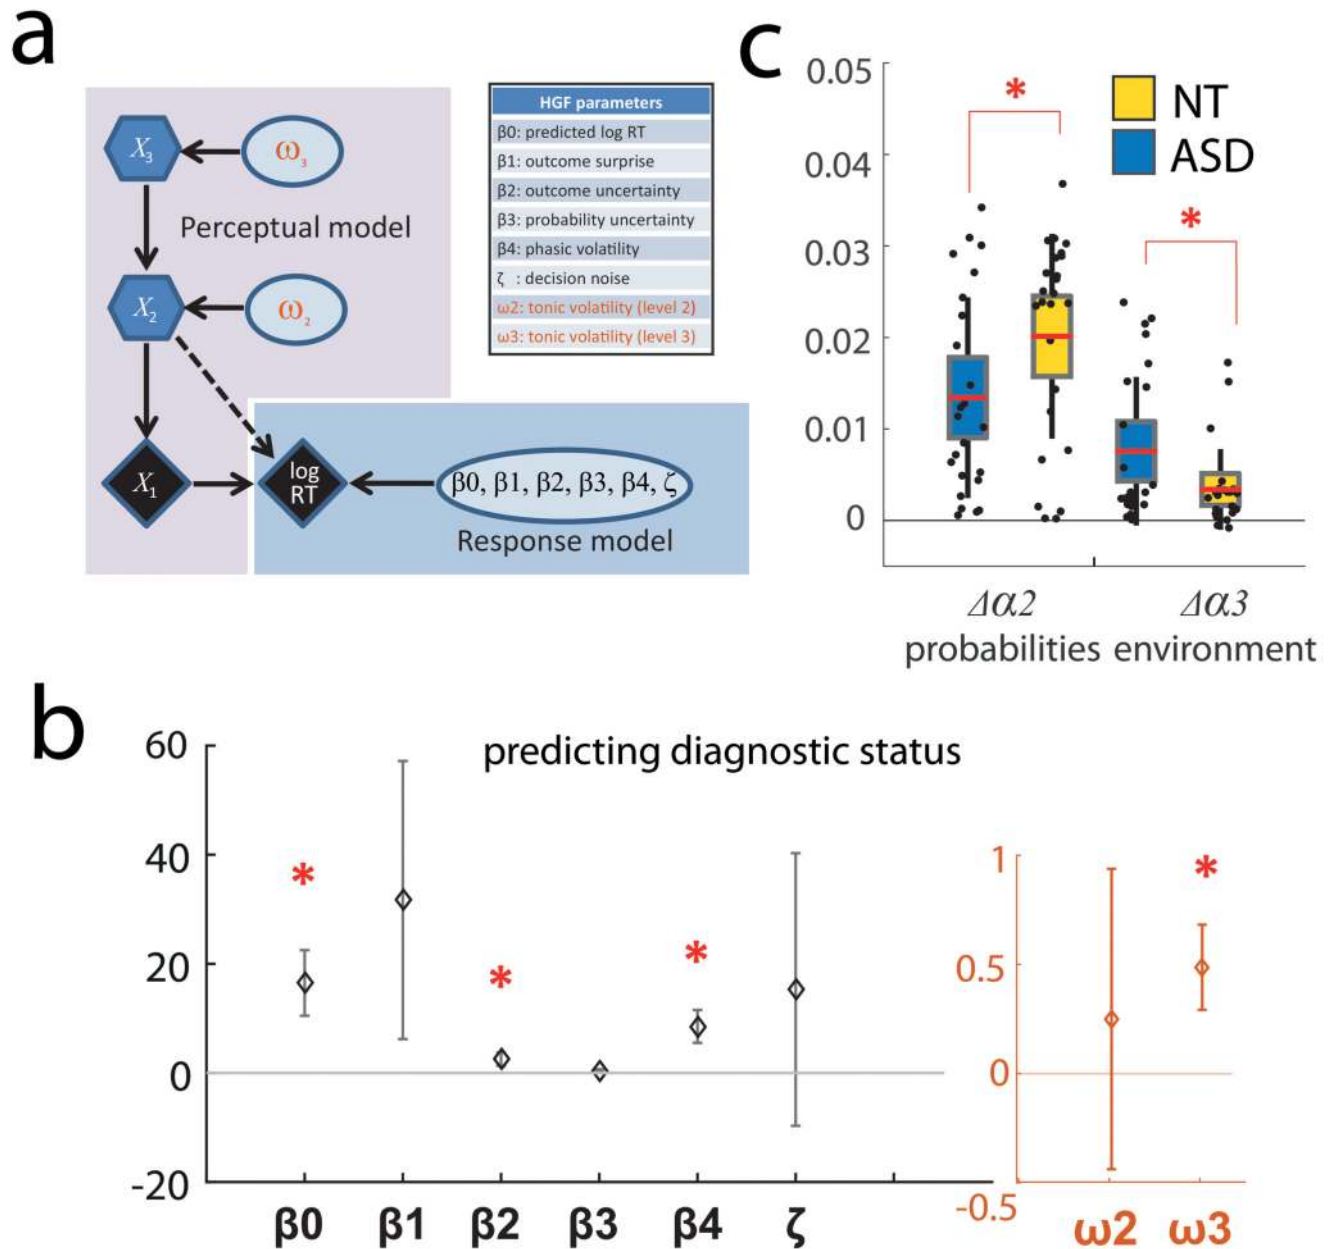 a
X3
ω3
Perceptual model
X2
ω2
X1
log
RT
β0, β1, β2, β3, β4, ζ
Response model
HGF parameters
β0: predicted log RT
β1: outcome surprise
β2: outcome uncertainty
β3: probability uncertainty
β4: phasic volatility
ζ : decision noise
ω2: tonic volatility (level 2)
ω3: tonic volatility (level 3)
c
0.05
0.04
0.03
0.02
0.01
0
*
*
NT
ASD
Δα2
Δα3
probabilities environment
b
predicting diagnostic status
60
40
20
0
-20
*
*
*
β0 β1 β2 β3 β4 ζ
1
0.5
0
-0.5
*
ω2 ω3